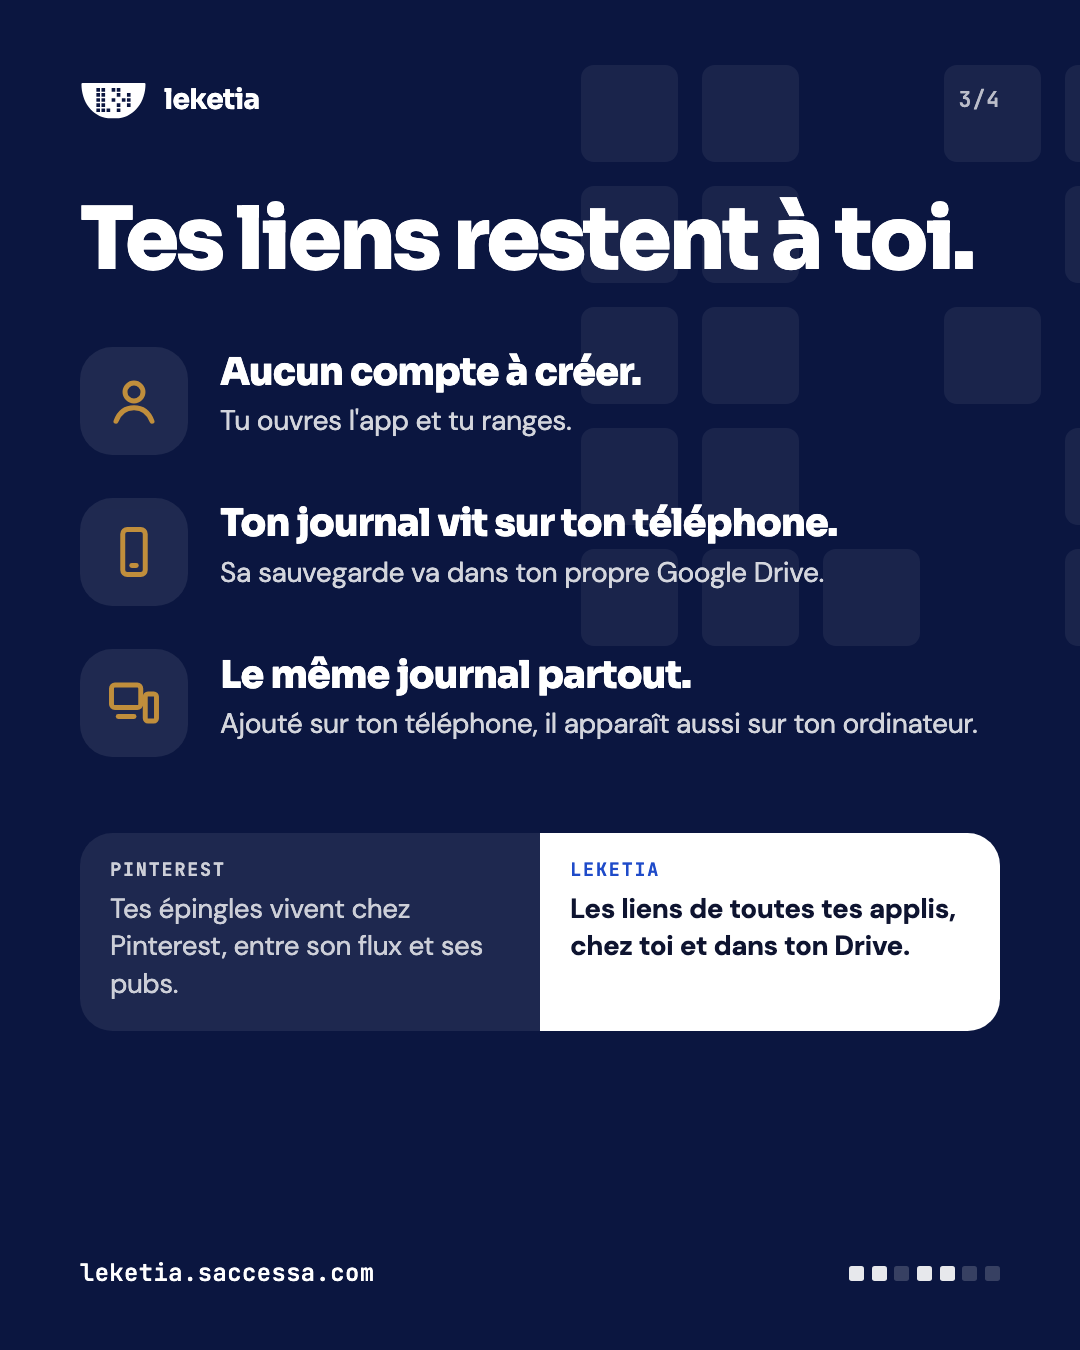 leketia
3/4
Tes liens restent à toi.
Aucun compte à créer.
Tu ouvres l'app et tu ranges.
Ton journal vit sur ton téléphone.
Sa sauvegarde va dans ton propre Google Drive.
Le même journal partout.
Ajouté sur ton téléphone, il apparaît aussi sur ton ordinateur.
PINTEREST
Tes épingles vivent chez
Pinterest, entre son flux et ses
pubs.
LEKETIA
Les liens de toutes tes applis,
chez toi et dans ton Drive.
leketia.saccessa.com